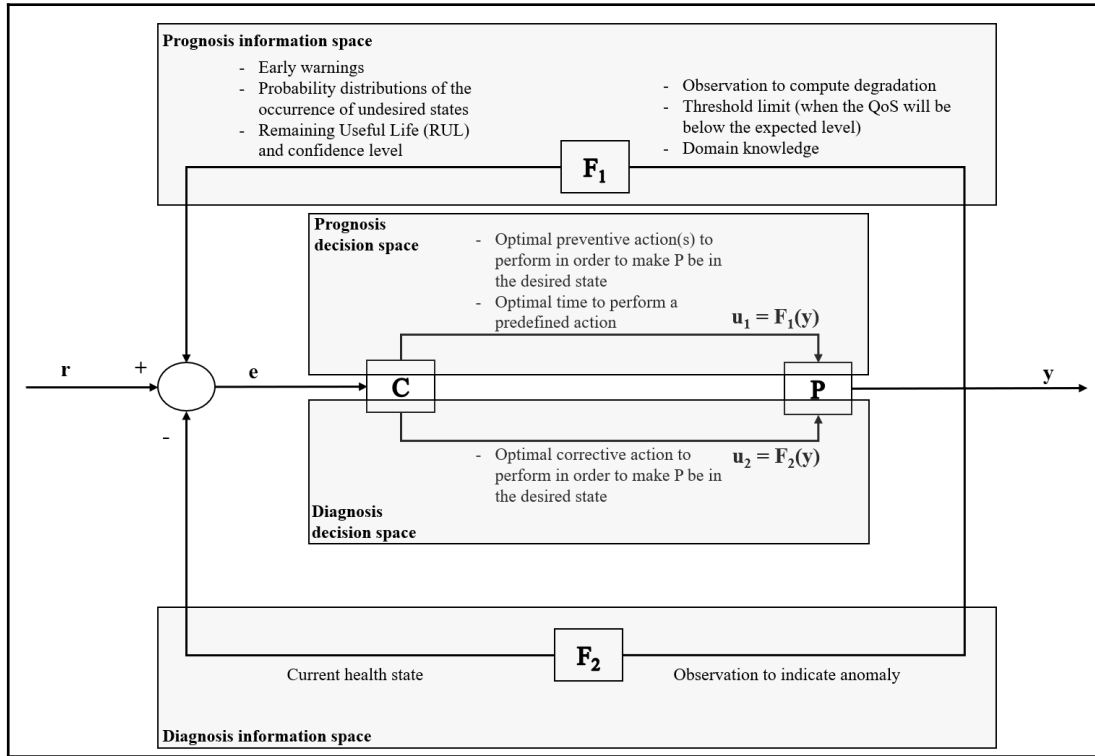 Prognosis information space
- Early warnings
- Probability distributions of the
occurrence of undesired states
- Remaining Useful Life (RUL)
and confidence level
- Observation to compute degradation
- Threshold limit (when the QoS will be
below the expected level)
- Domain knowledge
F1
Prognosis
decision space
- Optimal preventive action(s) to
perform in order to make P be in
the desired state
- Optimal time to perform a
predefined action
u1 = F1(y)
r
+
-
e
C
P
y
- Optimal corrective action to
perform in order to make P be in
the desired state
u2 = F2(y)
Diagnosis
decision space
F2
Current health state
Observation to indicate anomaly
Diagnosis information space